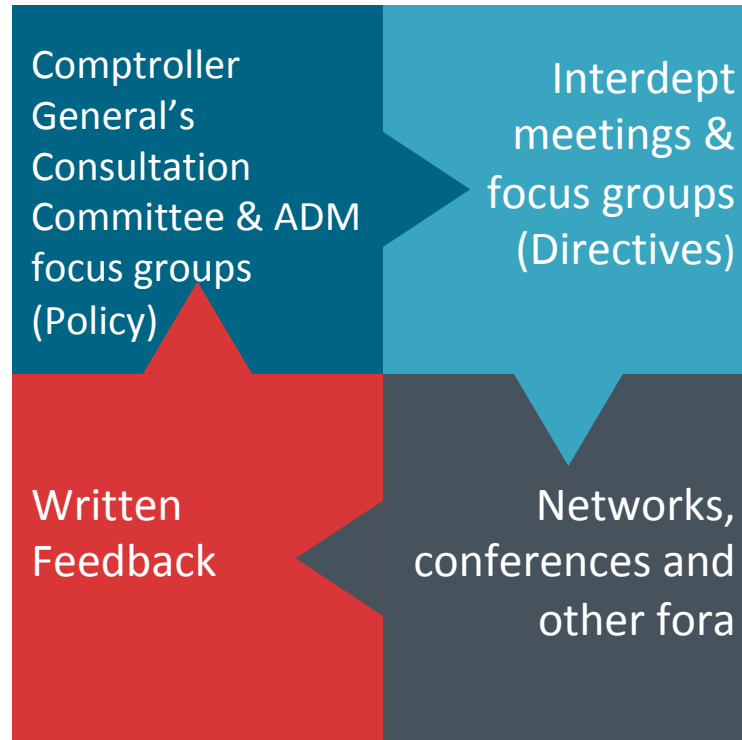 Comptroller
General’s
Consultation
Committee & ADM
focus groups
(Policy)
Interdept
meetings &
focus groups
(Directives)
Written
Feedback
Networks,
conferences and
other fora